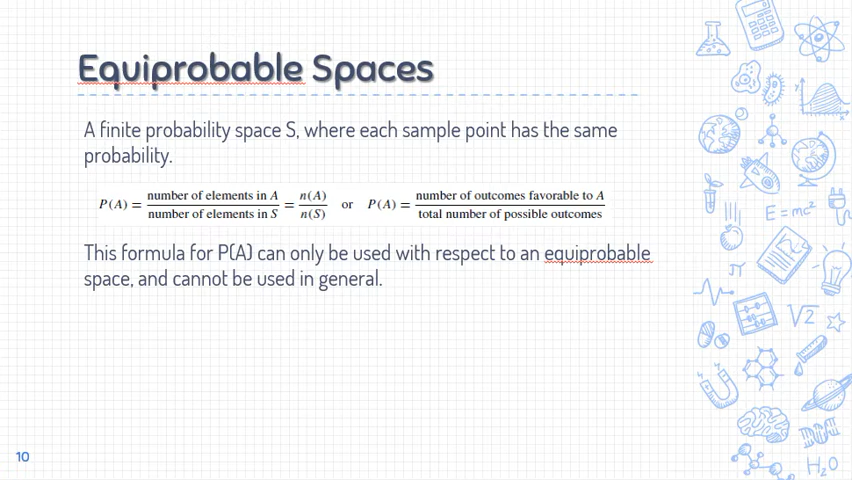 Equiprobable Spaces
A finite probability space S, where each sample point has the same
probability.
P(A) = number of elements in A / number of elements in S = n(A) / n(S) or P(A) = number of outcomes favorable to A / total number of possible outcomes
This formula for P(A) can only be used with respect to an equiprobable
space, and cannot be used in general.
E=mc²
π
√2
H₂O
10